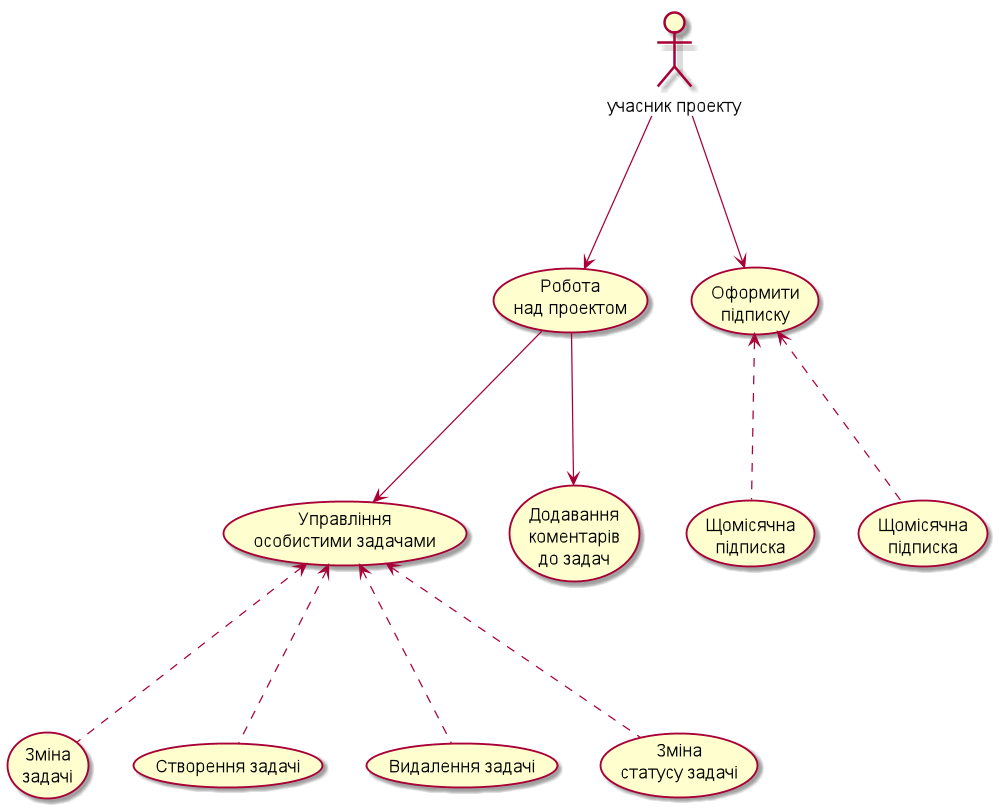 учасник проекту
Робота
над проектом
Оформити
підписку
Управління
особистими задачами
Додавання
коментарів
до задач
Щомісячна
підписка
Щомісячна
підписка
Зміна
задачі
Створення задачі
Видалення задачі
Зміна
статусу задачі